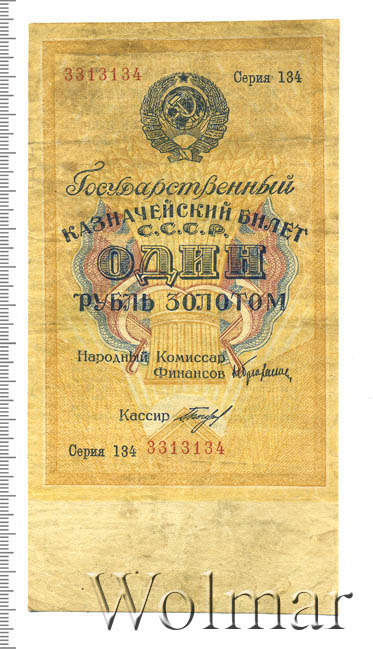 3313134 Серия 134
Государственный
КАЗНАЧЕЙСКИЙ БИЛЕТ
С.С.С.Р.
ОДИН
РУБЛЬ ЗОЛОТОМ
Народный Комиссар
Финансов
Кассир
Серия 134 3313134
Wolmar